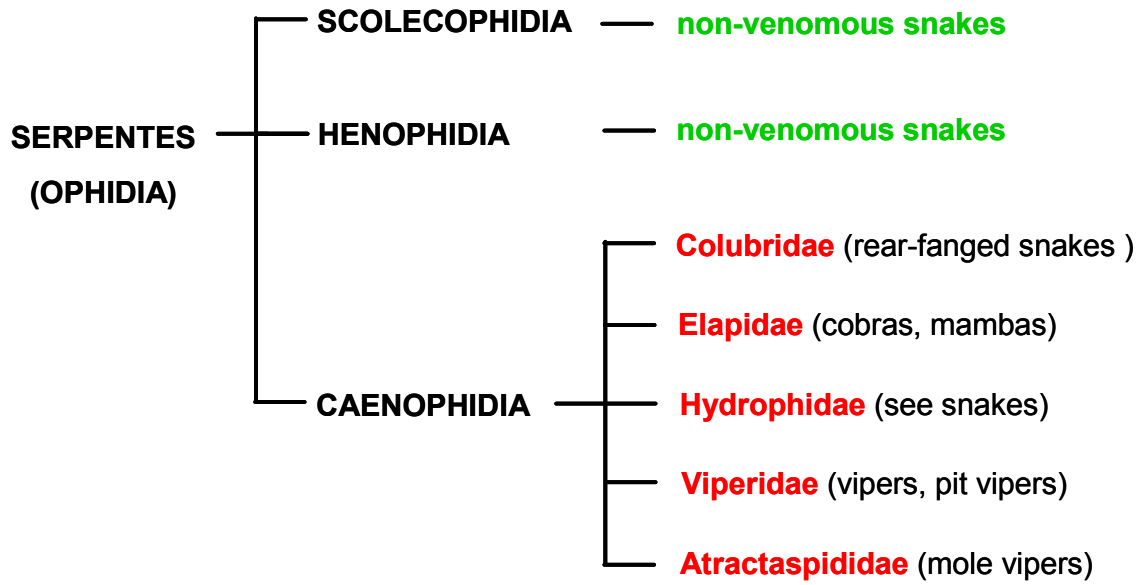 SCOLECOPHIDIA non-venomous snakes
SERPENTES
(OPHIDIA)
HENOPHIDIA non-venomous snakes
CAENOPHIDIA
Colubridae (rear-fanged snakes )
Elapidae (cobras, mambas)
Hydrophidae (see snakes)
Viperidae (vipers, pit vipers)
Atractaspididae (mole vipers)